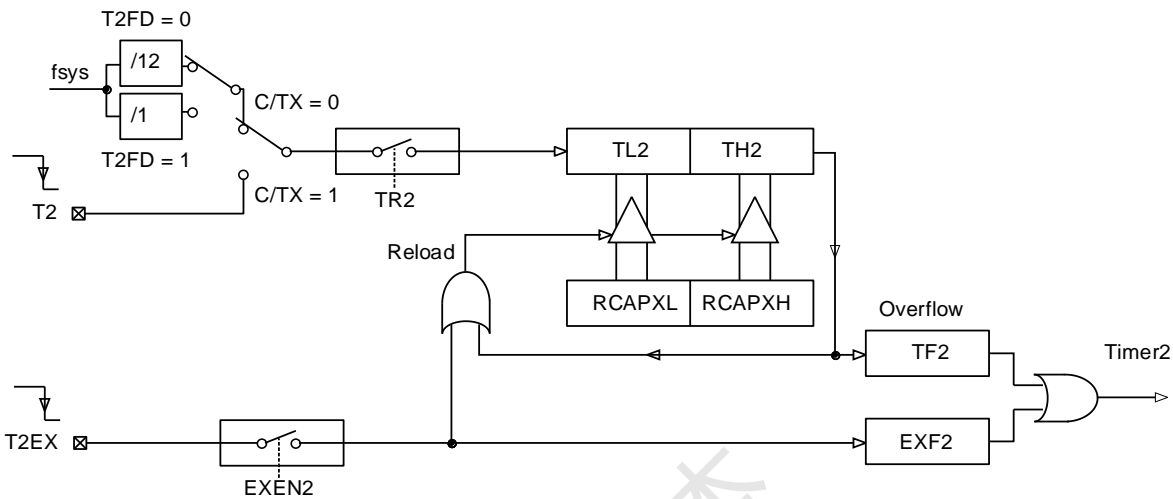 T2FD = 0
/12
fsys
C/TX = 0
/1
T2FD = 1
TL2
TH2
C/TX = 1
TR2
T2
Reload
RCAPXL
RCAPXH
Overflow
TF2
Timer2
T2EX
EXF2
EXEN2